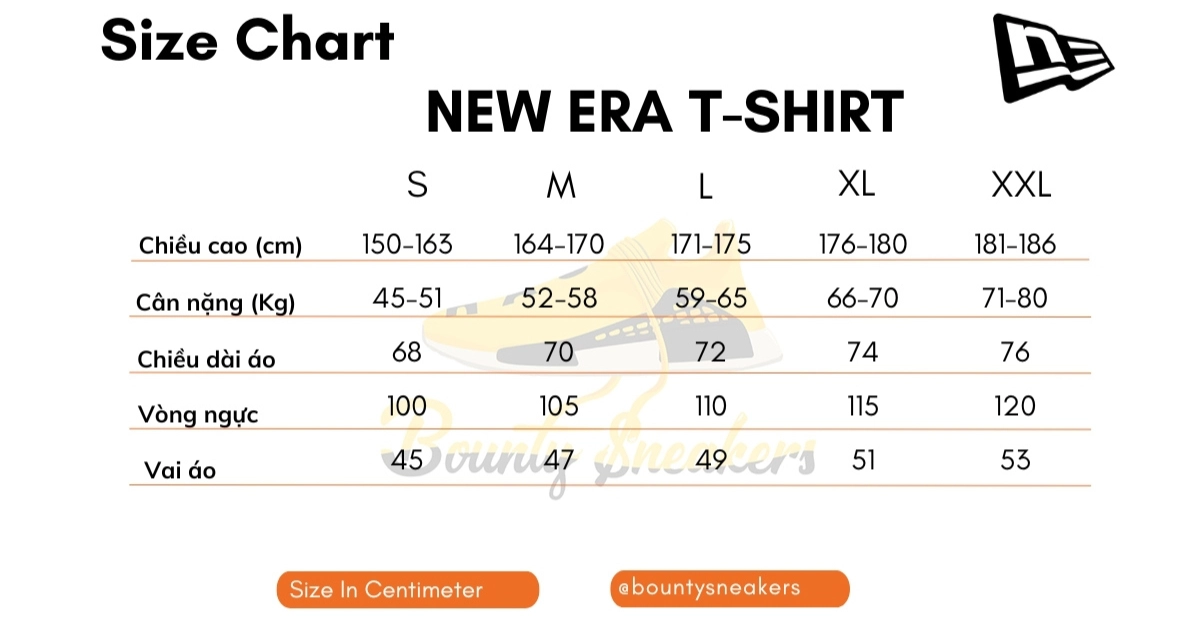 Size Chart
NEW ERA T-SHIRT
S M L XL XXL
Chiều cao (cm) 150-163 164-170 171-175 176-180 181-186
Cân nặng (Kg) 45-51 52-58 59-65 66-70 71-80
Chiều dài áo 68 70 72 74 76
Vòng ngực 100 105 110 115 120
Vai áo 45 47 49 51 53
Bounty Sneakers
Size In Centimeter
@bountysneakers